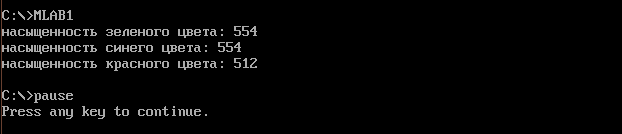 C:\>MLAB1
насыщенность зеленого цвета: 554
насыщенность синего цвета: 554
насыщенность красного цвета: 512
C:\>pause
Press any key to continue.